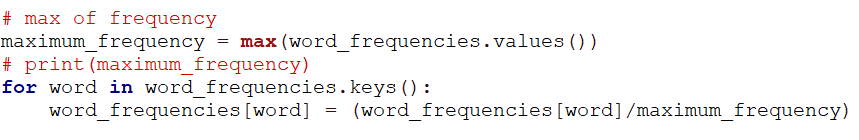 # max of frequency
maximum_frequency = max(word_frequencies.values())
# print(maximum_frequency)
for word in word_frequencies.keys():
    word_frequencies[word] = (word_frequencies[word]/maximum_frequency)